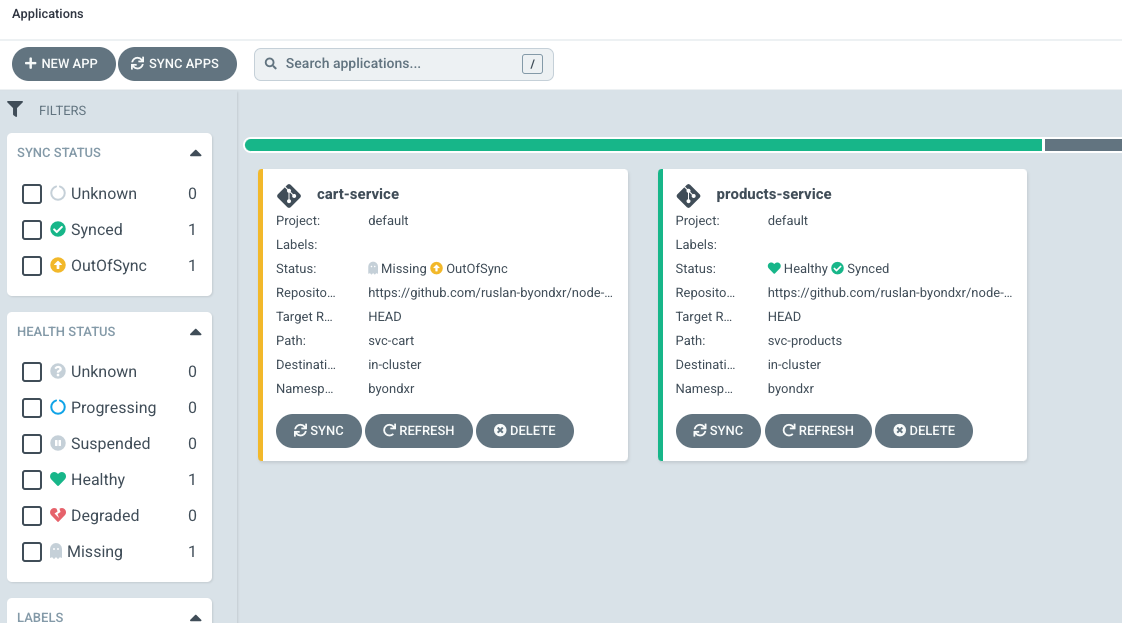 Applications
NEW APP
SYNC APPS
Search applications...
/
FILTERS
SYNC STATUS
Unknown 0
Synced 1
OutOfSync 1
HEALTH STATUS
Unknown 0
Progressing 0
Suspended 0
Healthy 1
Degraded 0
Missing 1
LABELS
cart-service
Project: default
Labels:
Status: Missing OutOfSync
Reposito... https://github.com/ruslan-byondxr/node-...
Target R... HEAD
Path: svc-cart
Destinati... in-cluster
Namesp... byondxr
SYNC REFRESH DELETE
products-service
Project: default
Labels:
Status: Healthy Synced
Reposito... https://github.com/ruslan-byondxr/node-...
Target R... HEAD
Path: svc-products
Destinati... in-cluster
Namesp... byondxr
SYNC REFRESH DELETE